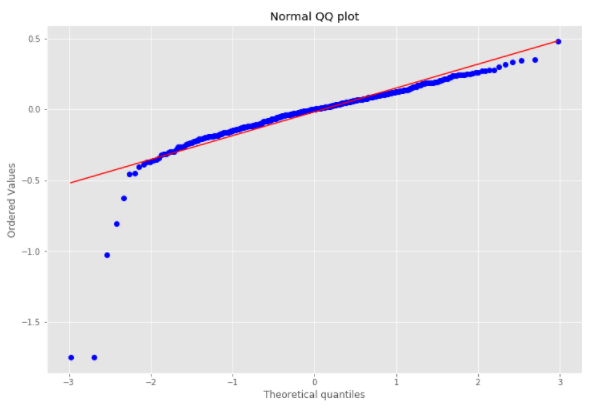 Normal QQ plot
0.5
0.0
−0.5
−1.0
−1.5
Ordered Values
−3 −2 −1 0 1 2 3
Theoretical quantiles